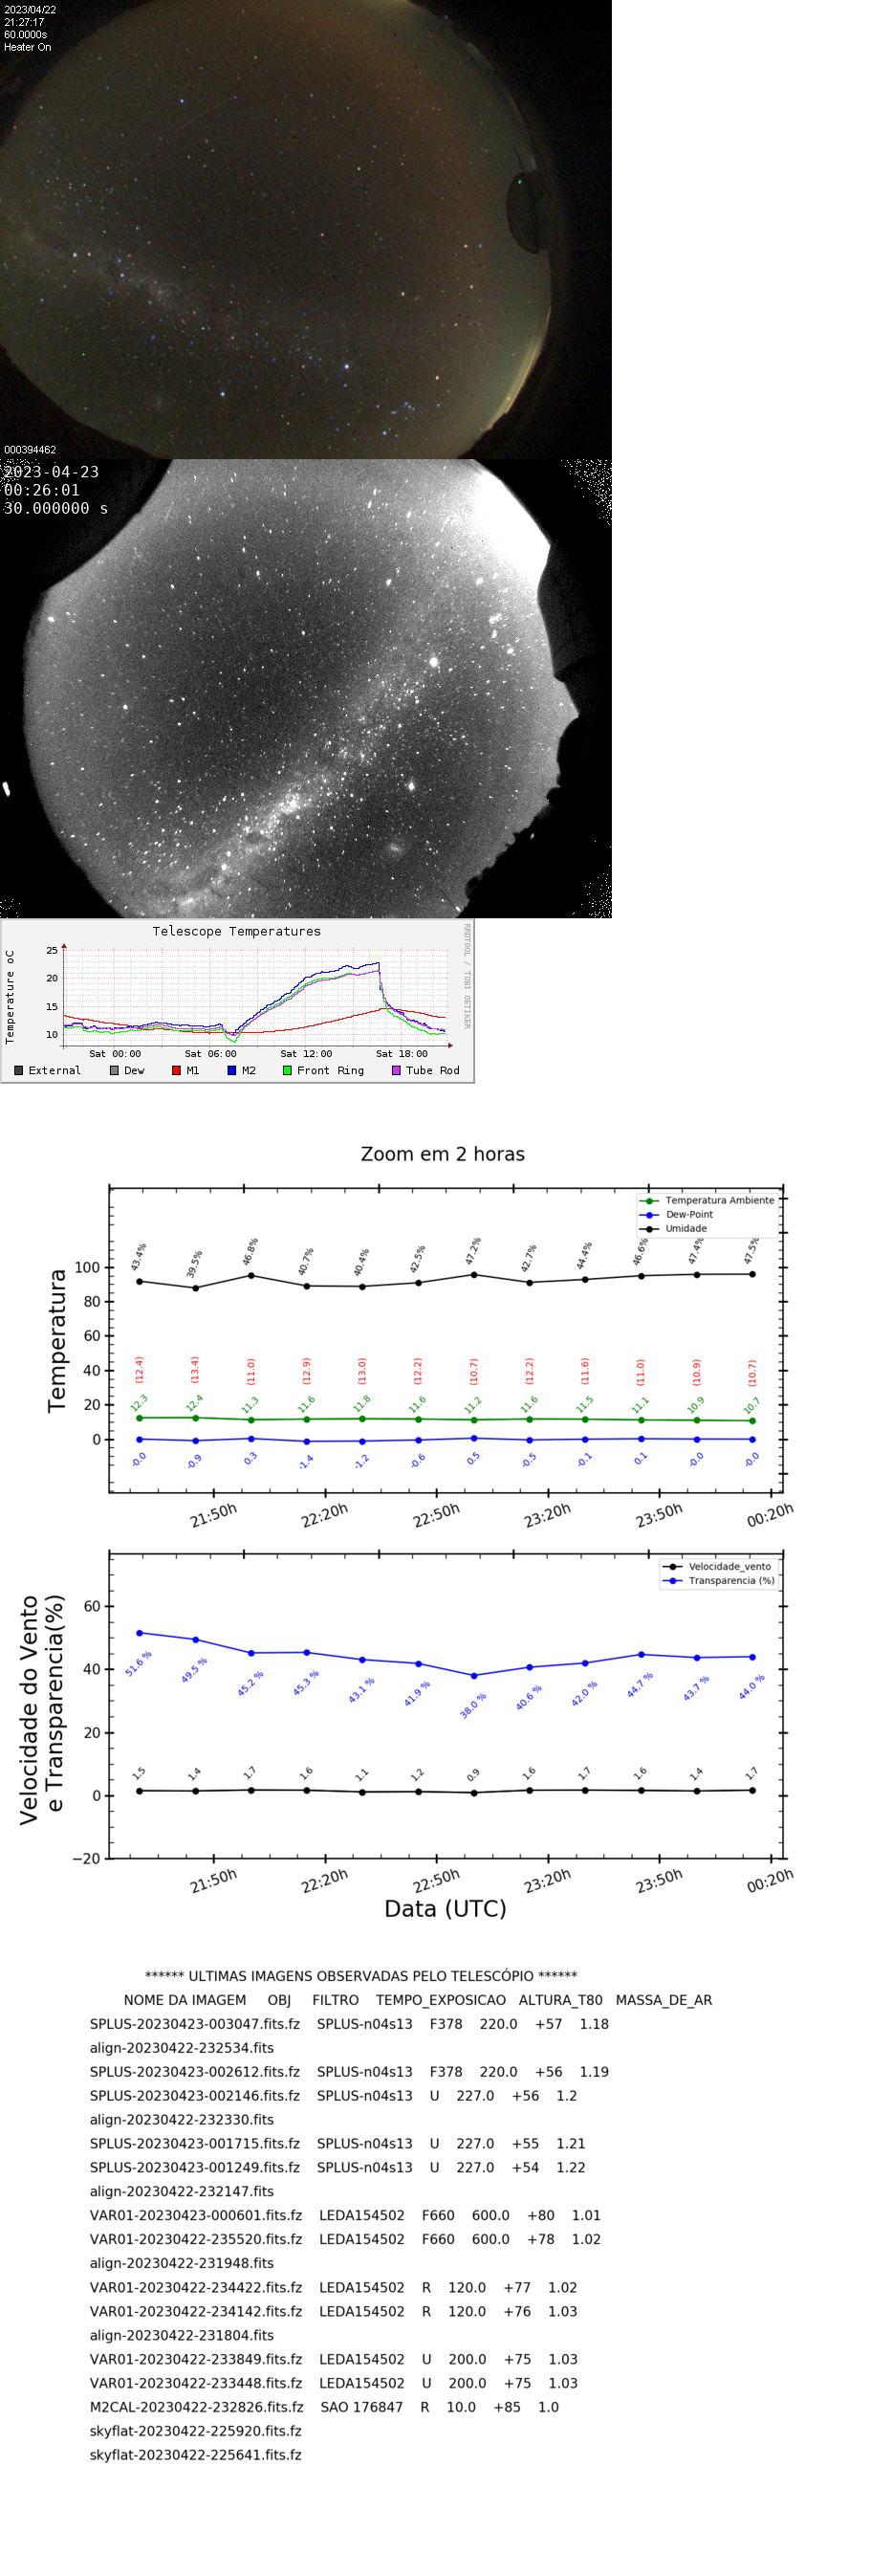 2023/04/22
21:27:17
60.0000s
Heater On
000394462
2023-04-23
00:26:01
30.000000 s
Telescope Temperatures
RRDTOOL / TOBI OETIKER
Temperature oC
25
20
15
10
Sat 00:00 Sat 06:00 Sat 12:00 Sat 18:00
External Dew M1 M2 Front Ring Tube Rod
Zoom em 2 horas
Temperatura Ambiente
Dew-Point
Umidade
Temperatura
100
80
60
40
20
0
43.4% 39.5% 46.8% 40.7% 40.4% 42.5% 47.2% 42.7% 44.4% 46.6% 47.4% 47.5%
(12.4) (13.4) (11.0) (12.9) (13.0) (12.2) (10.7) (12.2) (11.6) (11.0) (10.9) (10.7)
12.3 12.4 11.3 11.6 11.8 11.6 11.2 11.6 11.5 11.1 10.9 10.7
-0.0 -0.9 0.3 -1.4 -1.2 -0.6 0.5 -0.5 -0.1 0.1 -0.0 -0.0
21:50h 22:20h 22:50h 23:20h 23:50h 00:20h
Velocidade_vento
Transparencia (%)
Velocidade do Vento
e Transparencia(%)
60
40
20
0
−20
51.6 % 49.5 % 45.2 % 45.3 % 43.1 % 41.9 % 38.0 % 40.6 % 42.0 % 44.7 % 43.7 % 44.0 %
1.5 1.4 1.7 1.6 1.1 1.2 0.9 1.6 1.7 1.6 1.4 1.7
21:50h 22:20h 22:50h 23:20h 23:50h 00:20h
Data (UTC)
****** ULTIMAS IMAGENS OBSERVADAS PELO TELESCÓPIO ******
NOME DA IMAGEM OBJ FILTRO TEMPO_EXPOSICAO ALTURA_T80 MASSA_DE_AR
SPLUS-20230423-003047.fits.fz SPLUS-n04s13 F378 220.0 +57 1.18
align-20230422-232534.fits
SPLUS-20230423-002612.fits.fz SPLUS-n04s13 F378 220.0 +56 1.19
SPLUS-20230423-002146.fits.fz SPLUS-n04s13 U 227.0 +56 1.2
align-20230422-232330.fits
SPLUS-20230423-001715.fits.fz SPLUS-n04s13 U 227.0 +55 1.21
SPLUS-20230423-001249.fits.fz SPLUS-n04s13 U 227.0 +54 1.22
align-20230422-232147.fits
VAR01-20230423-000601.fits.fz LEDA154502 F660 600.0 +80 1.01
VAR01-20230422-235520.fits.fz LEDA154502 F660 600.0 +78 1.02
align-20230422-231948.fits
VAR01-20230422-234422.fits.fz LEDA154502 R 120.0 +77 1.02
VAR01-20230422-234142.fits.fz LEDA154502 R 120.0 +76 1.03
align-20230422-231804.fits
VAR01-20230422-233849.fits.fz LEDA154502 U 200.0 +75 1.03
VAR01-20230422-233448.fits.fz LEDA154502 U 200.0 +75 1.03
M2CAL-20230422-232826.fits.fz SAO 176847 R 10.0 +85 1.0
skyflat-20230422-225920.fits.fz
skyflat-20230422-225641.fits.fz